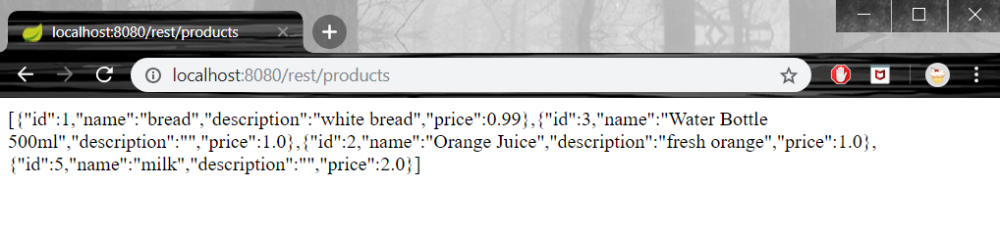 localhost:8080/rest/products
localhost:8080/rest/products
[{"id":1,"name":"bread","description":"white bread","price":0.99},{"id":3,"name":"Water Bottle
500ml","description":"","price":1.0},{"id":2,"name":"Orange Juice","description":"fresh orange","price":1.0},
{"id":5,"name":"milk","description":"","price":2.0}]